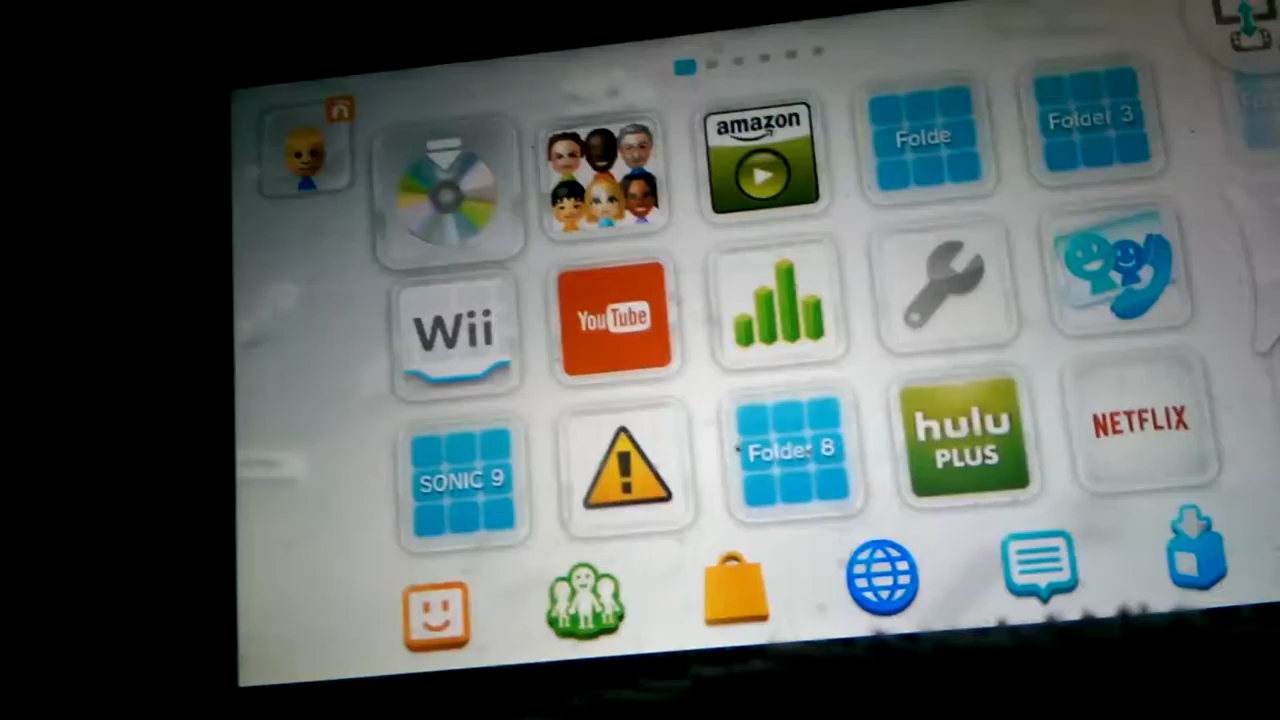 amazon
Folde
Folder 3
Wii
YouTube
SONIC 9
Folder 8
hulu
PLUS
NETFLIX